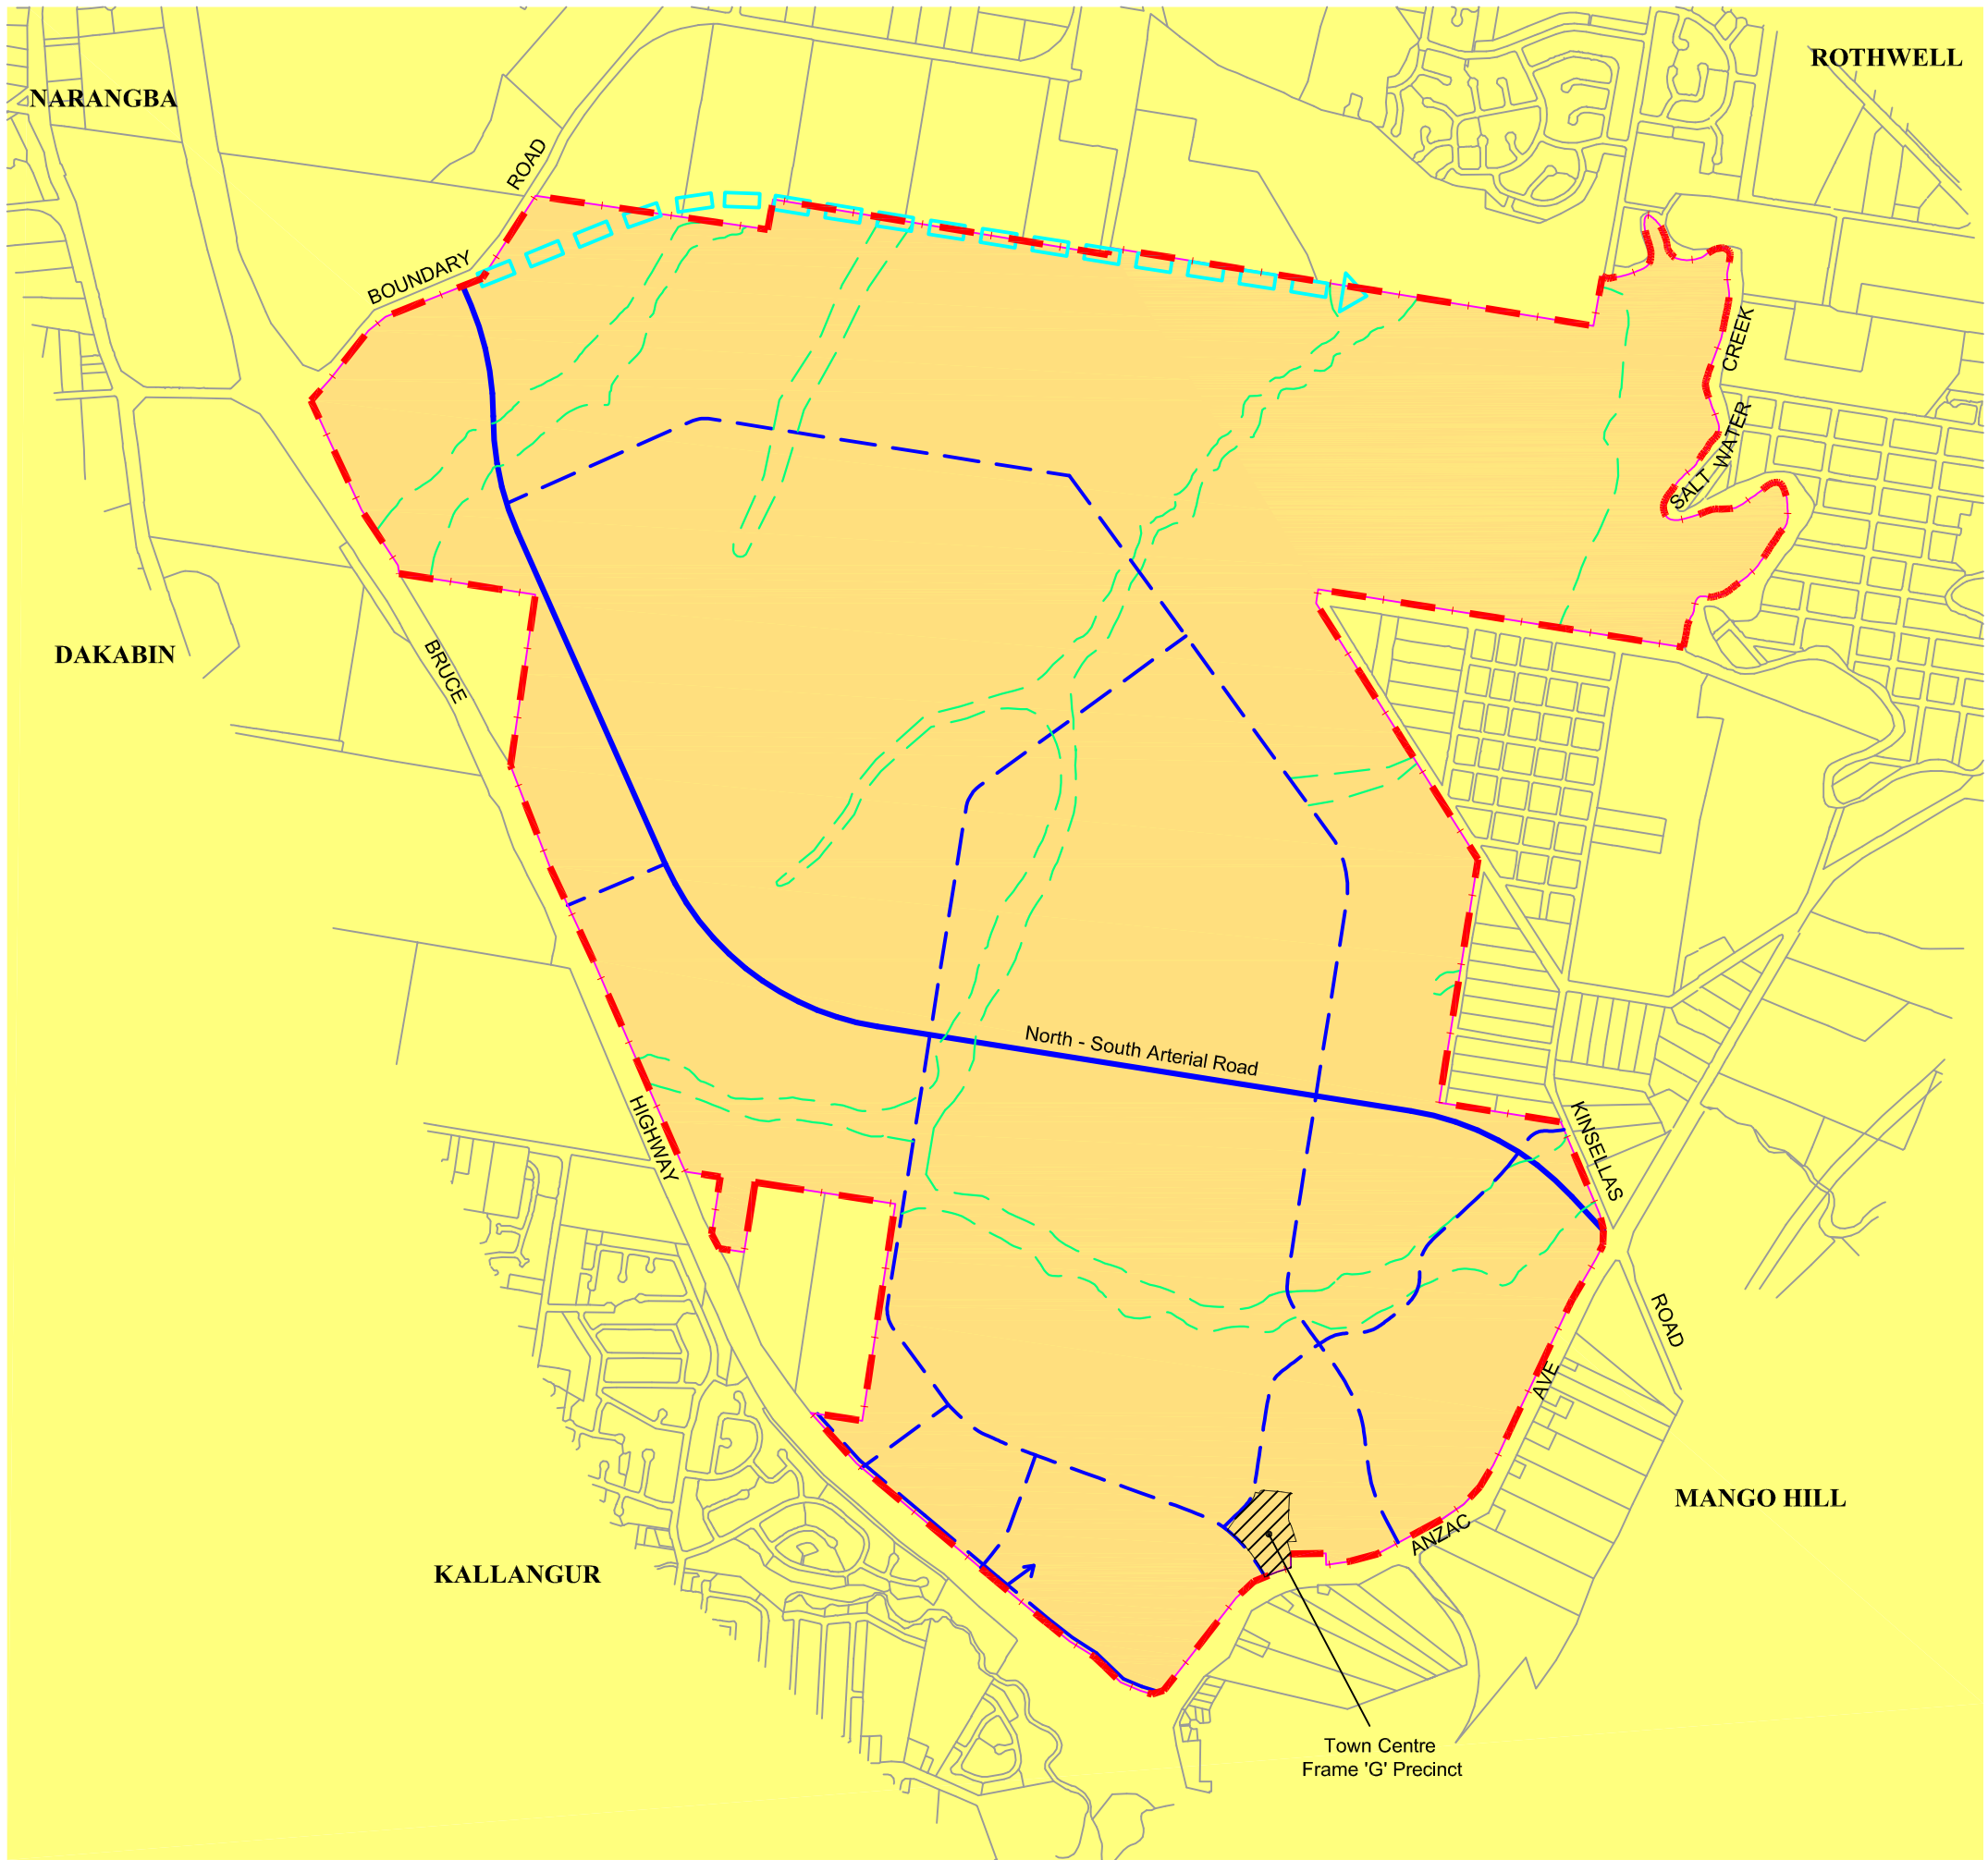 ROTHWELL
NARANGBA
ROAD
BOUNDARY
CREEK
WATER
SALT
DAKABIN
BRUCE
North - South Arterial Road
HIGHWAY
KINSELLAS
ROAD
AVE
MANGO HILL
ANZAC
KALLANGUR
Town Centre
Frame 'G' Precinct